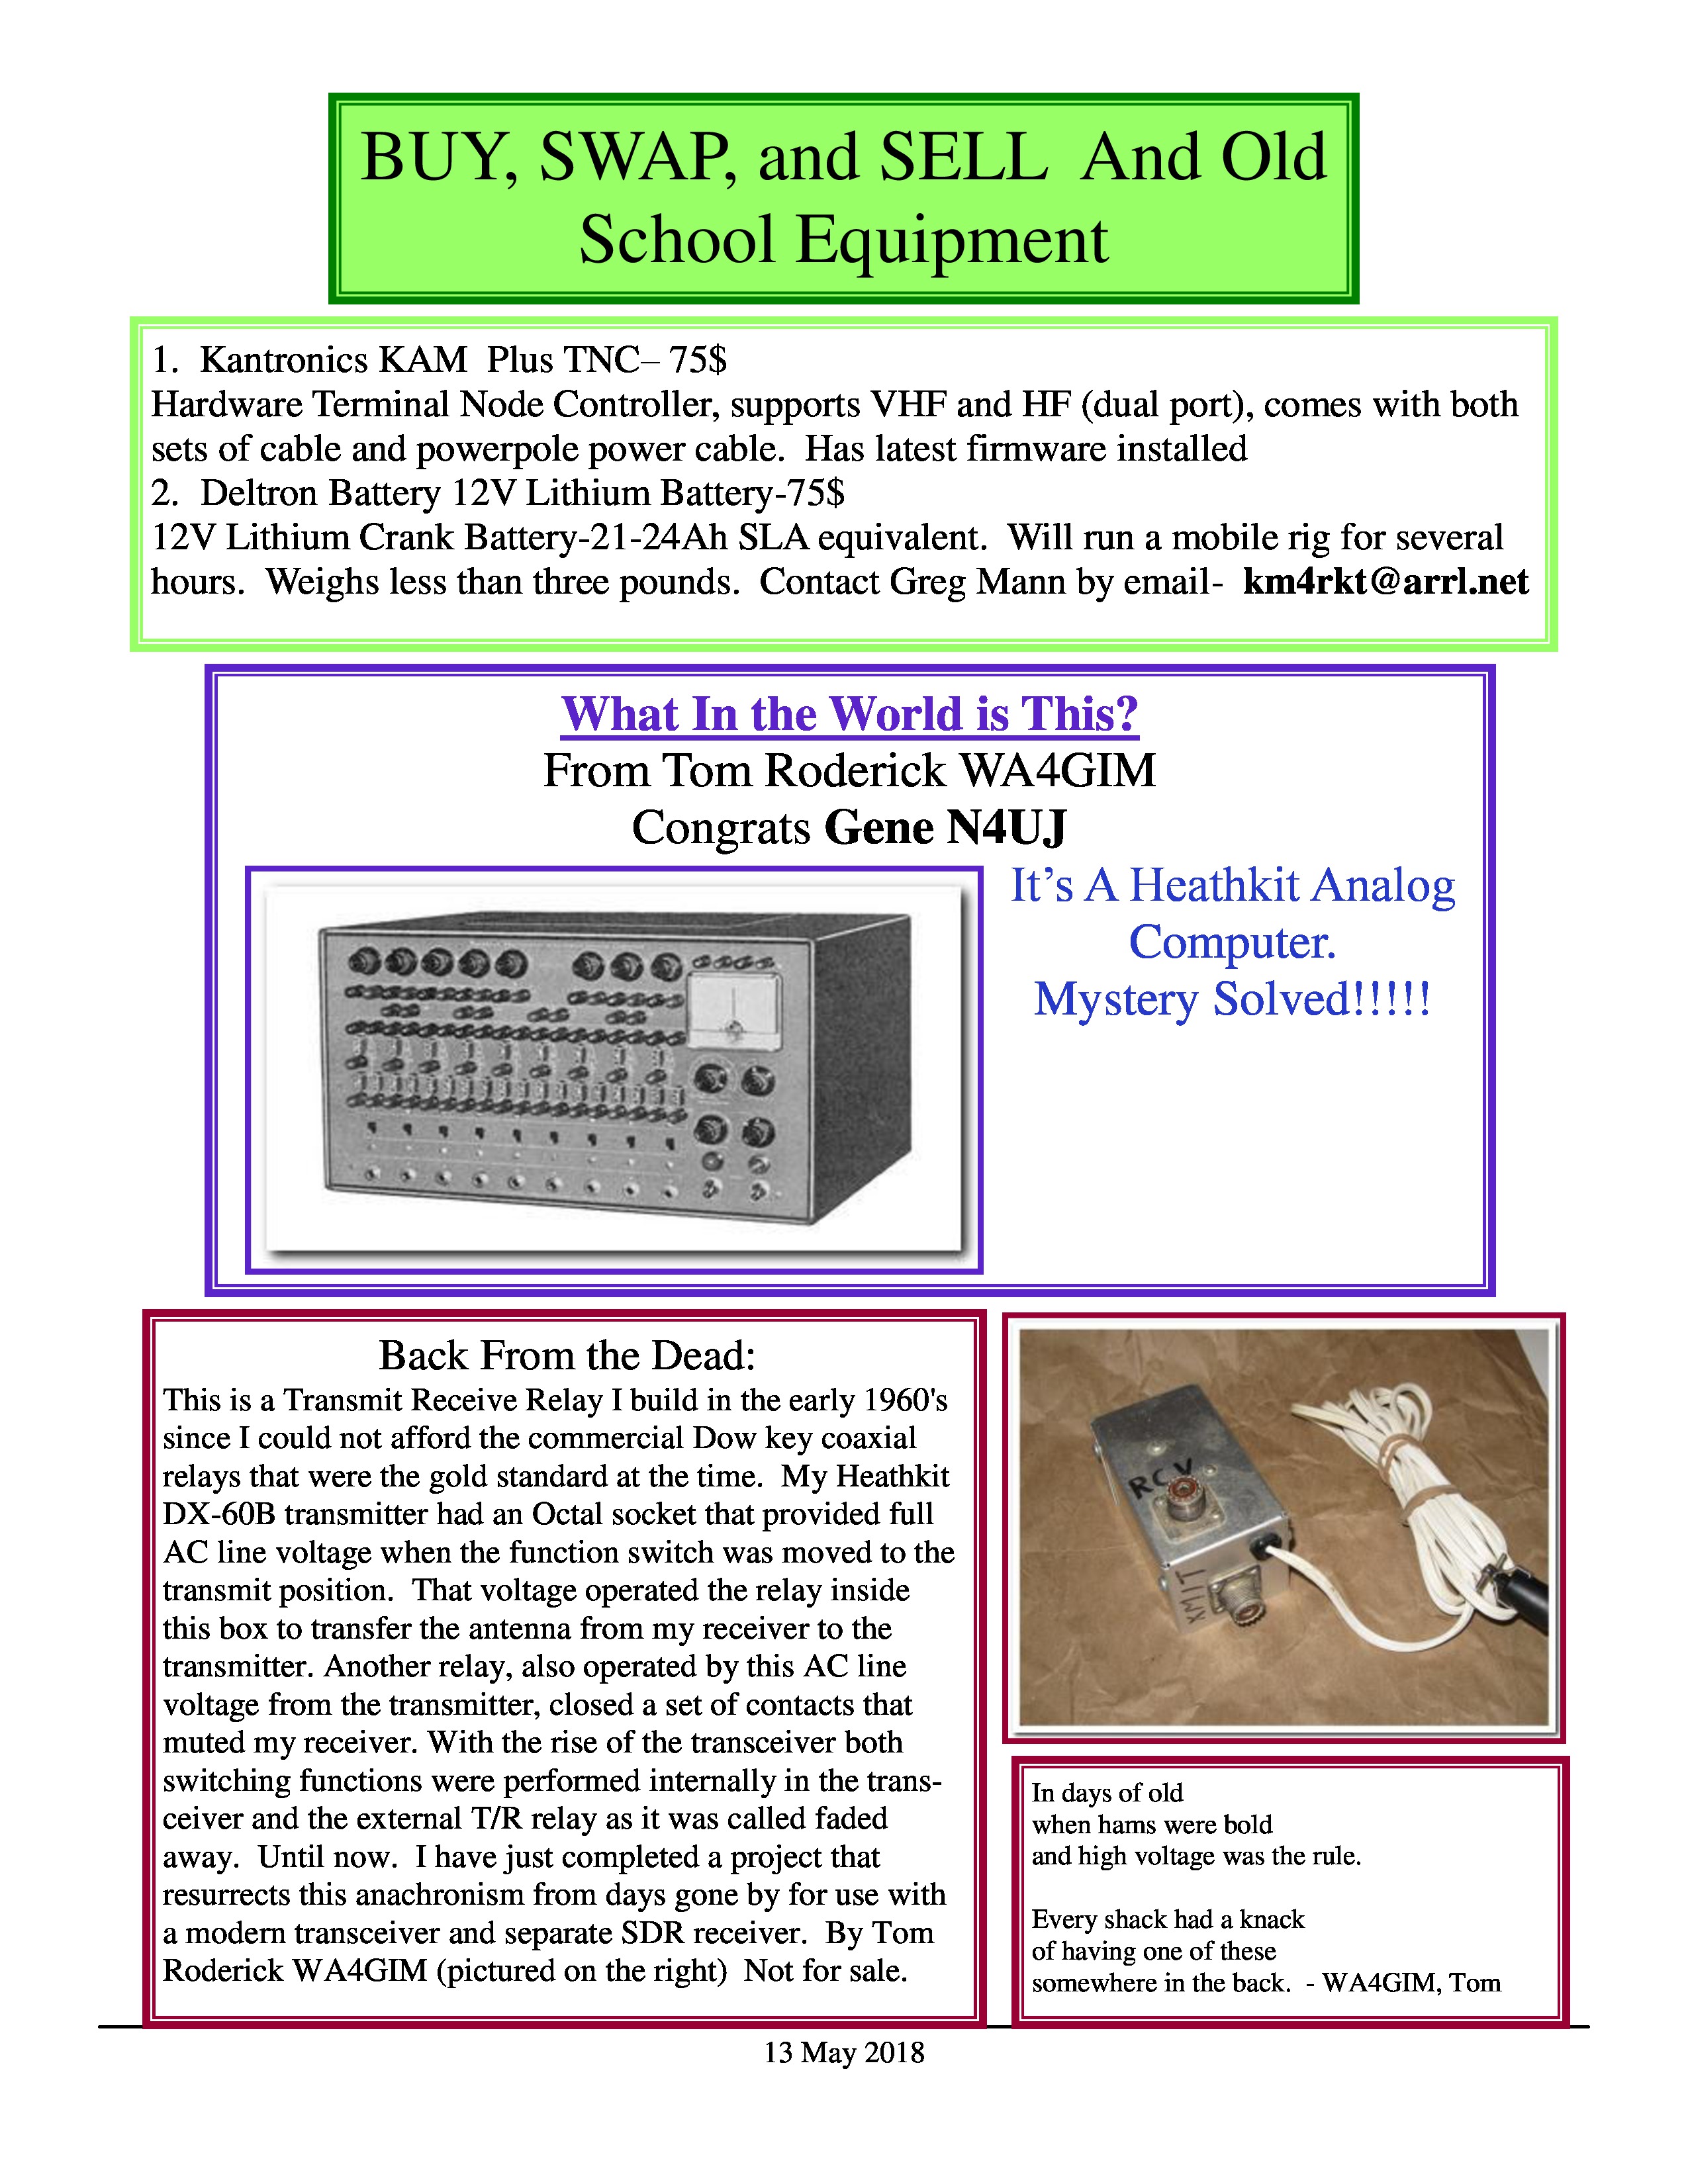 BUY, SWAP, and SELL  And Old
School Equipment
1.  Kantronics KAM  Plus TNC– 75$
Hardware Terminal Node Controller, supports VHF and HF (dual port), comes with both
sets of cable and powerpole power cable.  Has latest firmware installed
2.  Deltron Battery 12V Lithium Battery-75$
12V Lithium Crank Battery-21-24Ah SLA equivalent.  Will run a mobile rig for several
hours.  Weighs less than three pounds.  Contact Greg Mann by email-  km4rkt@arrl.net
What In the World is This?
From Tom Roderick WA4GIM
Congrats Gene N4UJ
It’s A Heathkit Analog
Computer.
Mystery Solved!!!!!
Back From the Dead:
This is a Transmit Receive Relay I build in the early 1960's
since I could not afford the commercial Dow key coaxial
relays that were the gold standard at the time.  My Heathkit
DX-60B transmitter had an Octal socket that provided full
AC line voltage when the function switch was moved to the
transmit position.  That voltage operated the relay inside
this box to transfer the antenna from my receiver to the
transmitter. Another relay, also operated by this AC line
voltage from the transmitter, closed a set of contacts that
muted my receiver. With the rise of the transceiver both
switching functions were performed internally in the trans-
ceiver and the external T/R relay as it was called faded
away.  Until now.  I have just completed a project that
resurrects this anachronism from days gone by for use with
a modern transceiver and separate SDR receiver.  By Tom
Roderick WA4GIM (pictured on the right)  Not for sale.
RCV
XMIT
In days of old
when hams were bold
and high voltage was the rule.
Every shack had a knack
of having one of these
somewhere in the back.  - WA4GIM, Tom
13 May 2018